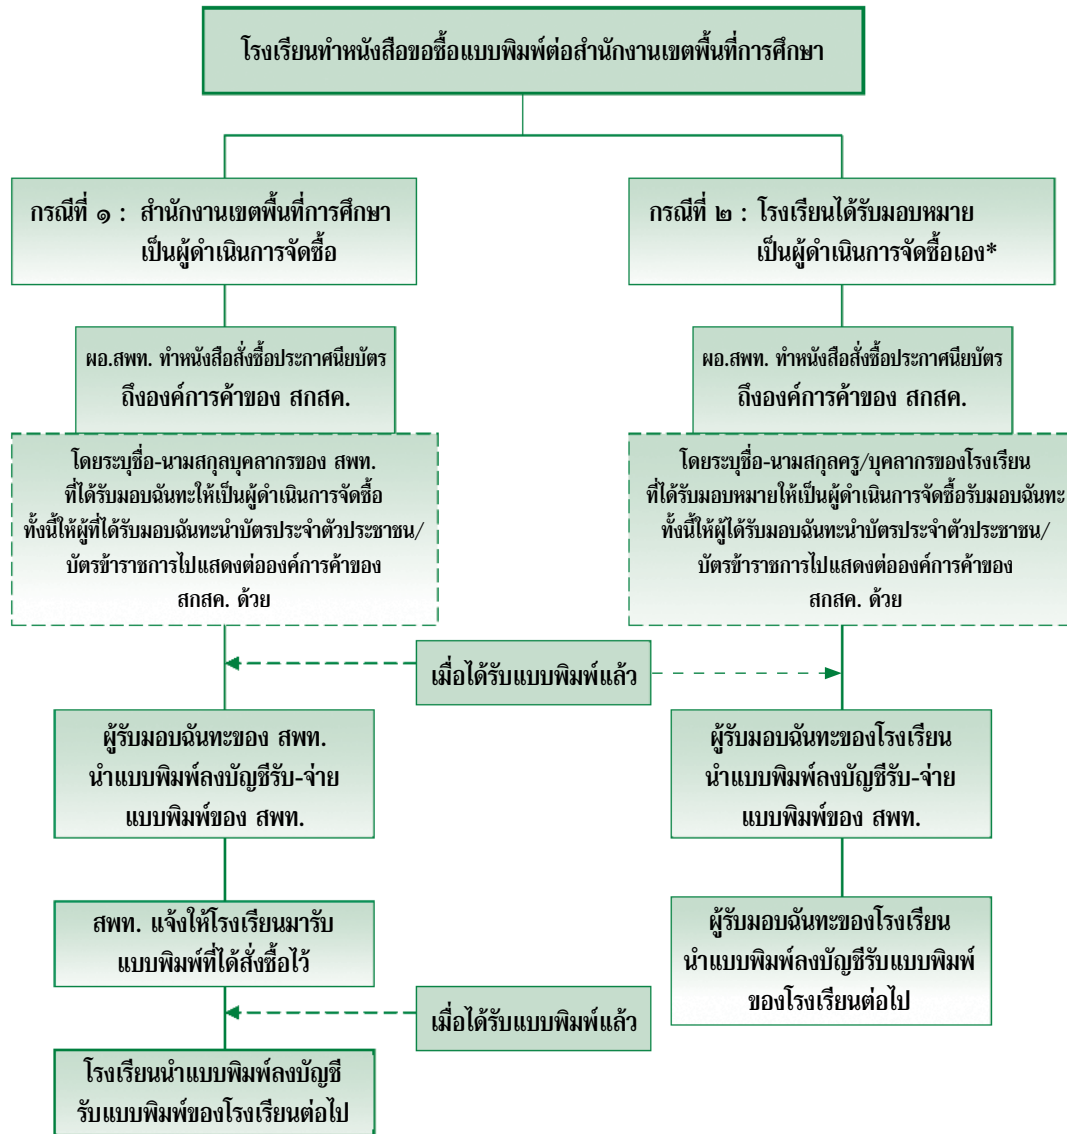 โรงเรียนทำหนังสือขอซื้อแบบพิมพ์ต่อสำนักงานเขตพื้นที่การศึกษา
กรณีที่ ๑ : สำนักงานเขตพื้นที่การศึกษา
เป็นผู้ดำเนินการจัดซื้อ
กรณีที่ ๒ : โรงเรียนได้รับมอบหมาย
เป็นผู้ดำเนินการจัดซื้อเอง*
ผอ.สพท. ทำหนังสือสั่งซื้อประกาศนียบัตร
ถึงองค์การค้าของ สกสค.
ผอ.สพท. ทำหนังสือสั่งซื้อประกาศนียบัตร
ถึงองค์การค้าของ สกสค.
โดยระบุชื่อ-นามสกุลบุคลากรของ สพท.
ที่ได้รับมอบฉันทะให้เป็นผู้ดำเนินการจัดซื้อ
ทั้งนี้ให้ผู้ที่ได้รับมอบฉันทะนำบัตรประจำตัวประชาชน/
บัตรข้าราชการไปแสดงต่อองค์การค้าของ
สกสค. ด้วย
โดยระบุชื่อ-นามสกุลครู/บุคลากรของโรงเรียน
ที่ได้รับมอบหมายให้เป็นผู้ดำเนินการจัดซื้อรับมอบฉันทะ
ทั้งนี้ให้ผู้ได้รับมอบฉันทะนำบัตรประจำตัวประชาชน/
บัตรข้าราชการไปแสดงต่อองค์การค้าของ
สกสค. ด้วย
เมื่อได้รับแบบพิมพ์แล้ว
ผู้รับมอบฉันทะของ สพท.
นำแบบพิมพ์ลงบัญชีรับ-จ่าย
แบบพิมพ์ของ สพท.
ผู้รับมอบฉันทะของโรงเรียน
นำแบบพิมพ์ลงบัญชีรับ-จ่าย
แบบพิมพ์ของ สพท.
สพท. แจ้งให้โรงเรียนมารับ
แบบพิมพ์ที่ได้สั่งซื้อไว้
ผู้รับมอบฉันทะของโรงเรียน
นำแบบพิมพ์ลงบัญชีรับแบบพิมพ์
ของโรงเรียนต่อไป
เมื่อได้รับแบบพิมพ์แล้ว
โรงเรียนนำแบบพิมพ์ลงบัญชี
รับแบบพิมพ์ของโรงเรียนต่อไป